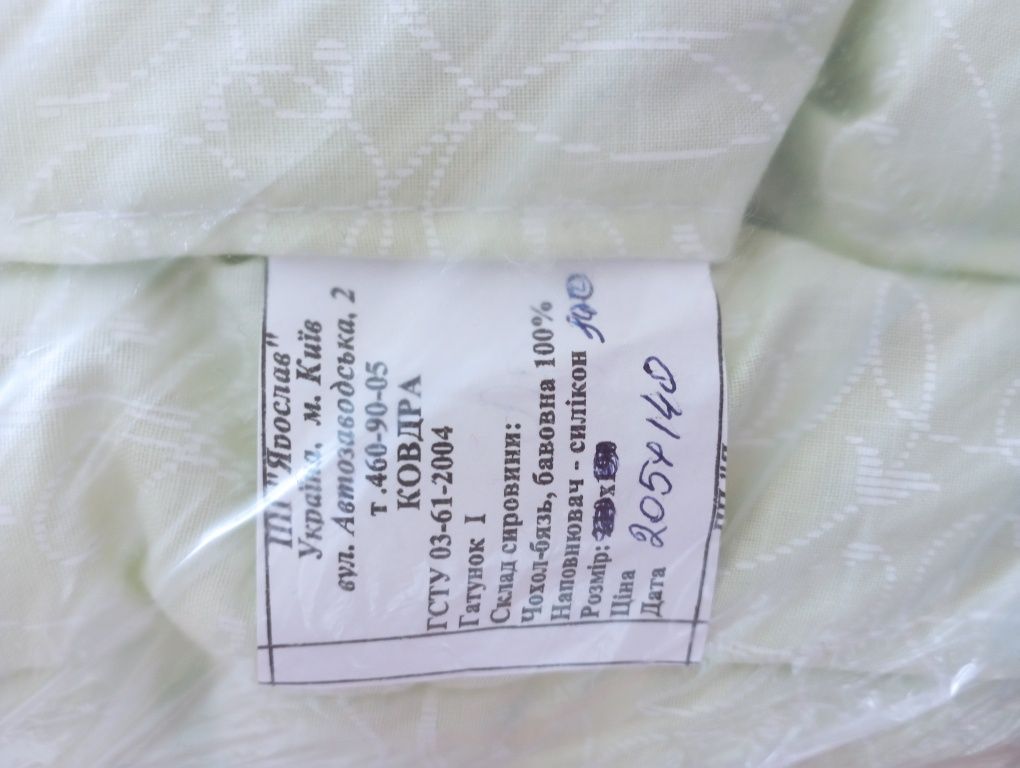 ПП "Ярослав"
Україна, м. Київ
вул. Автозаводська, 2
т.460-90-05
КОВДРА
ГСТУ 03-61-2004
Гатунок I
Склад сировини:
Чохол-бязь, бавовна 100%
Наповнювач - силікон
Розмір: х
Ціна 205х140
Дата